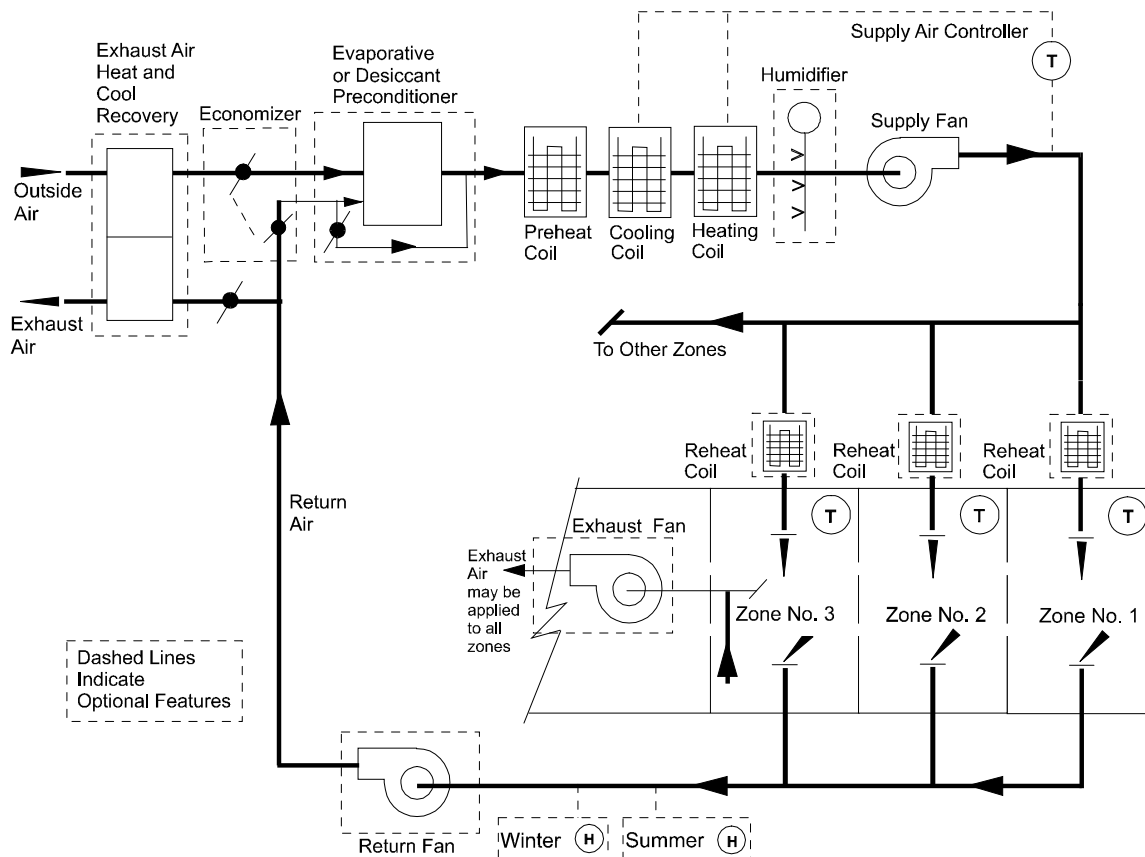 Exhaust Air
Heat and
Cool
Recovery
Economizer
Evaporative
or Desiccant
Preconditioner
Supply Air Controller
T
Humidifier
Supply Fan
Outside
Air
Exhaust
Air
Preheat
Coil
Cooling
Coil
Heating
Coil
To Other Zones
Reheat
Coil
Reheat
Coil
Reheat
Coil
Return
Air
T
T
T
Exhaust Fan
Exhaust
Air
may be
applied
to all
zones
Zone No. 3
Zone No. 2
Zone No. 1
Dashed Lines
Indicate
Optional Features
Return Fan
Winter H
Summer H